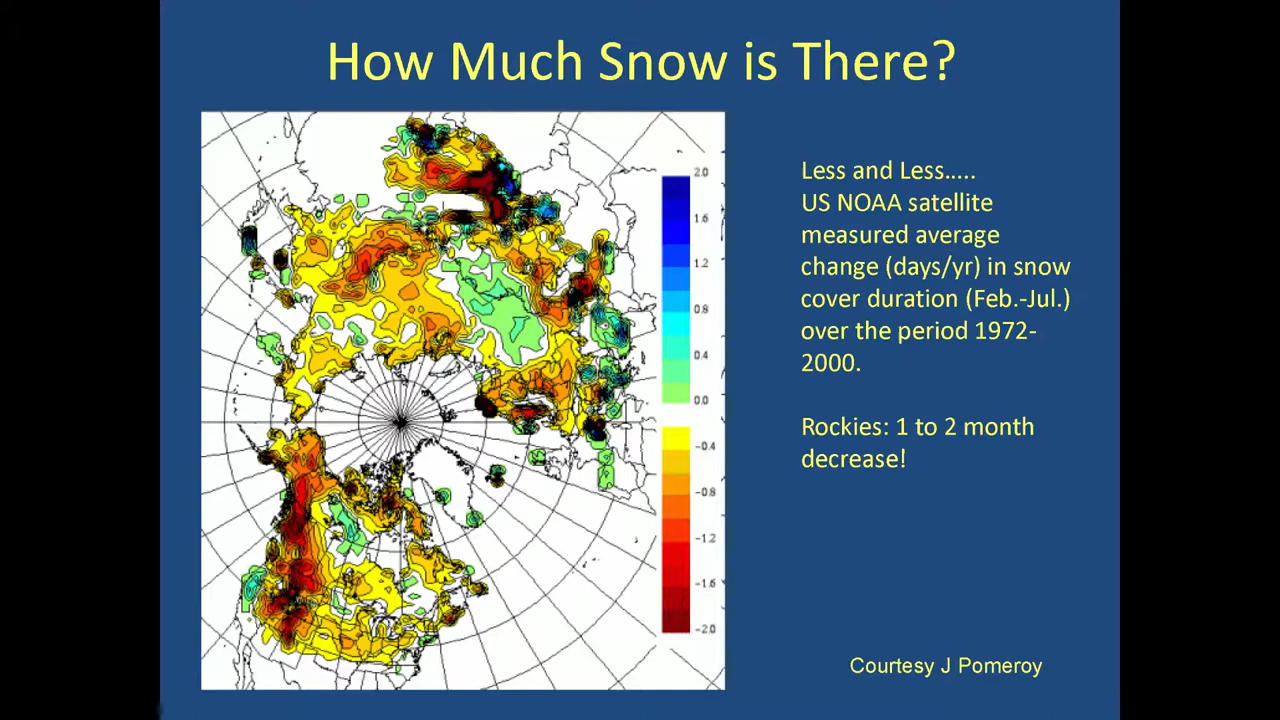 How Much Snow is There?
Less and Less.....
US NOAA satellite
measured average
change (days/yr) in snow
cover duration (Feb.-Jul.)
over the period 1972-
2000.
Rockies: 1 to 2 month
decrease!
2.0
1.6
1.2
0.8
0.4
0.0
-0.4
-0.8
-1.2
-1.6
-2.0
Courtesy J Pomeroy